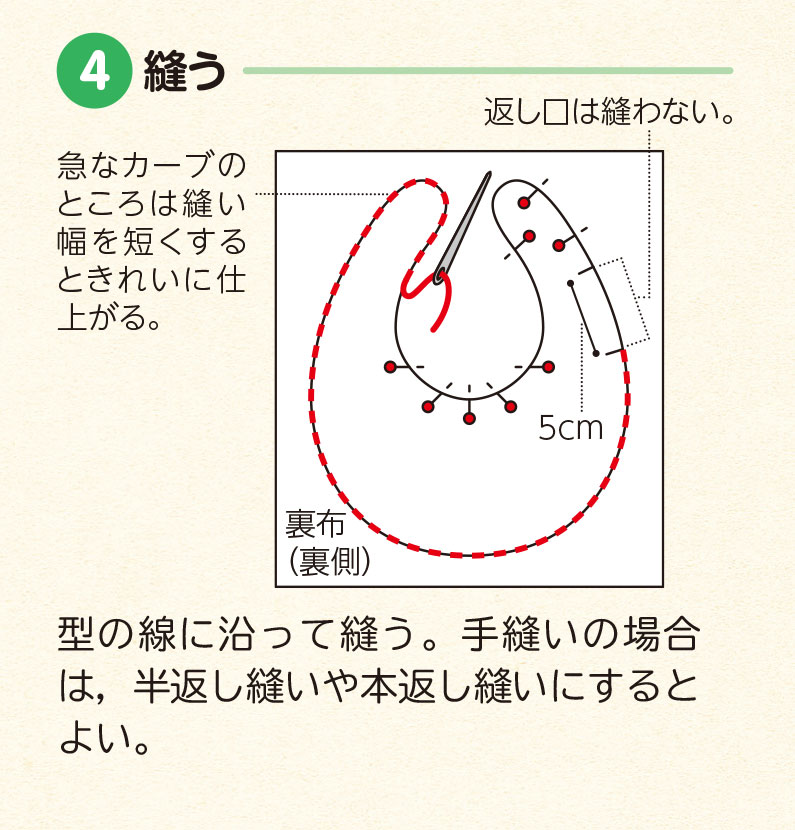 4 縫う
返し口は縫わない。
急なカーブの
ところは縫い
幅を短くする
ときれいに仕
上がる。
5cm
裏布
（裏側）
型の線に沿って縫う。手縫いの場合
は，半返し縫いや本返し縫いにすると
よい。